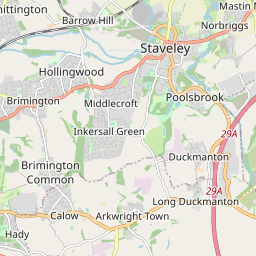 hittington
Barrow Hill
Mastin M
Norbriggs
Staveley
Hollingwood
Brimington
Middlecroft
Poolsbrook
Inkersall Green
29A
Duckmanton
Brimington
Common
29A
Long Duckmanton
Calow
Arkwright Town
Hady